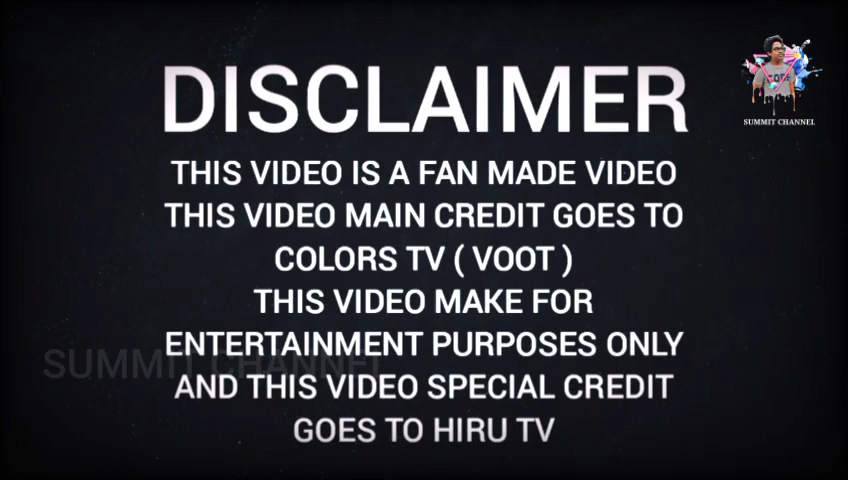 DISCLAIMER
THIS VIDEO IS A FAN MADE VIDEO
THIS VIDEO MAIN CREDIT GOES TO
COLORS TV ( VOOT )
THIS VIDEO MAKE FOR
ENTERTAINMENT PURPOSES ONLY
AND THIS VIDEO SPECIAL CREDIT
GOES TO HIRU TV
SUMMIT CHANNEL
SUMMIT CHANNEL